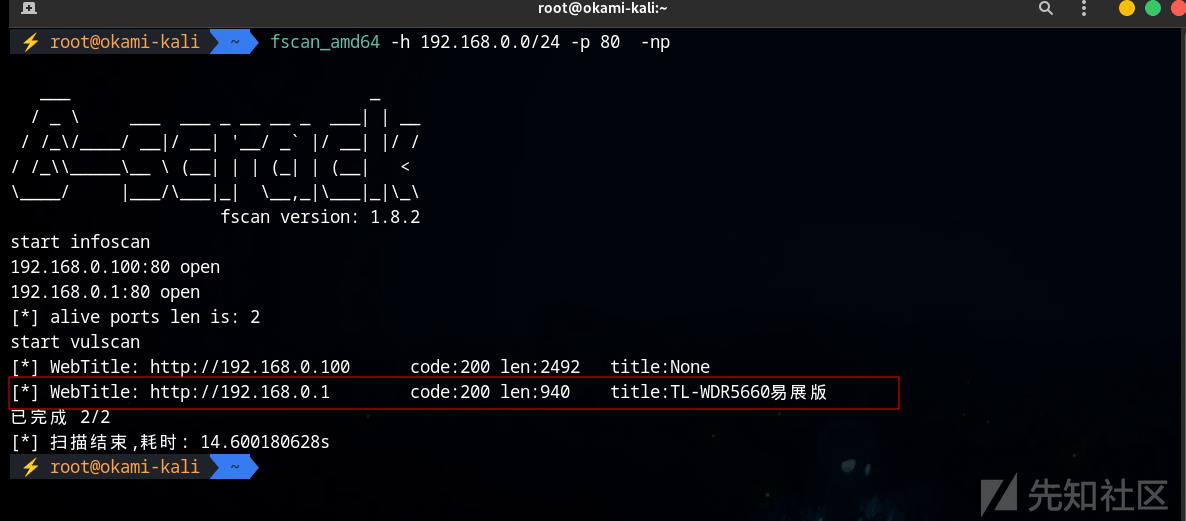 root@okami-kali:~
⚡ root@okami-kali ~ fscan_amd64 -h 192.168.0.0/24 -p 80  -np
   ___                              _
  / _ \     ___  ___ _ __ __ _  ___| | __
 / /_\/____/ __|/ __| '__/ _` |/ __| |/ /
/ /_\\_____\__ \ (__| | | (_| | (__|   <
\____/     |___/\___|_|  \__,_|\___|_|\_\
                     fscan version: 1.8.2
start infoscan
192.168.0.100:80 open
192.168.0.1:80 open
[*] alive ports len is: 2
start vulscan
[*] WebTitle: http://192.168.0.100      code:200 len:2492   title:None
[*] WebTitle: http://192.168.0.1        code:200 len:940    title:TL-WDR5660易展版
已完成 2/2
[*] 扫描结束,耗时: 14.600180628s
⚡ root@okami-kali ~
先知社区